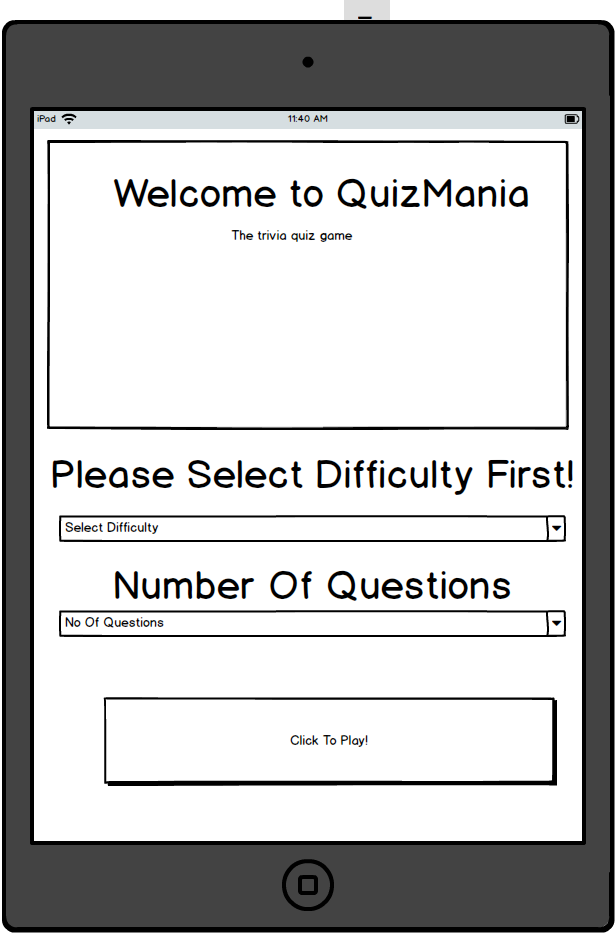 iPad 11:40 AM
Welcome to QuizMania
The trivia quiz game
Please Select Difficulty First!
Select Difficulty
Number Of Questions
No Of Questions
Click To Play!